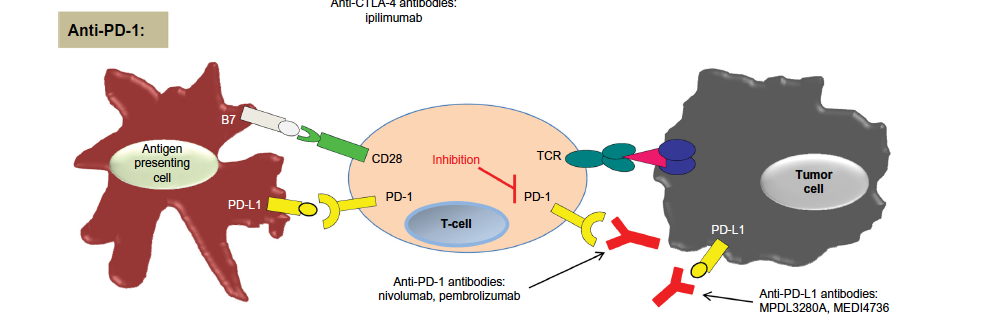 Anti-CTLA-4 antibodies:
ipilimumab
Anti-PD-1:
B7
Antigen
presenting
cell
CD28
Inhibition
TCR
PD-L1
PD-1
PD-1
T-cell
Tumor
cell
PD-L1
Anti-PD-1 antibodies:
nivolumab, pembrolizumab
Anti-PD-L1 antibodies:
MPDL3280A, MEDI4736